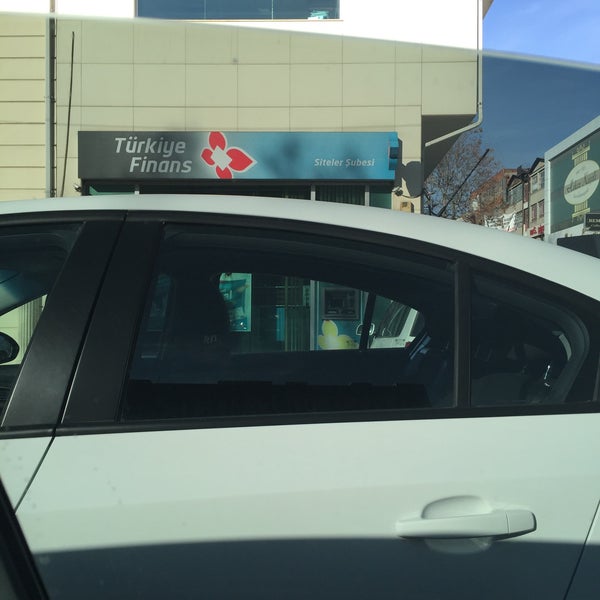 Türkiye
Finans
Siteler Şubesi